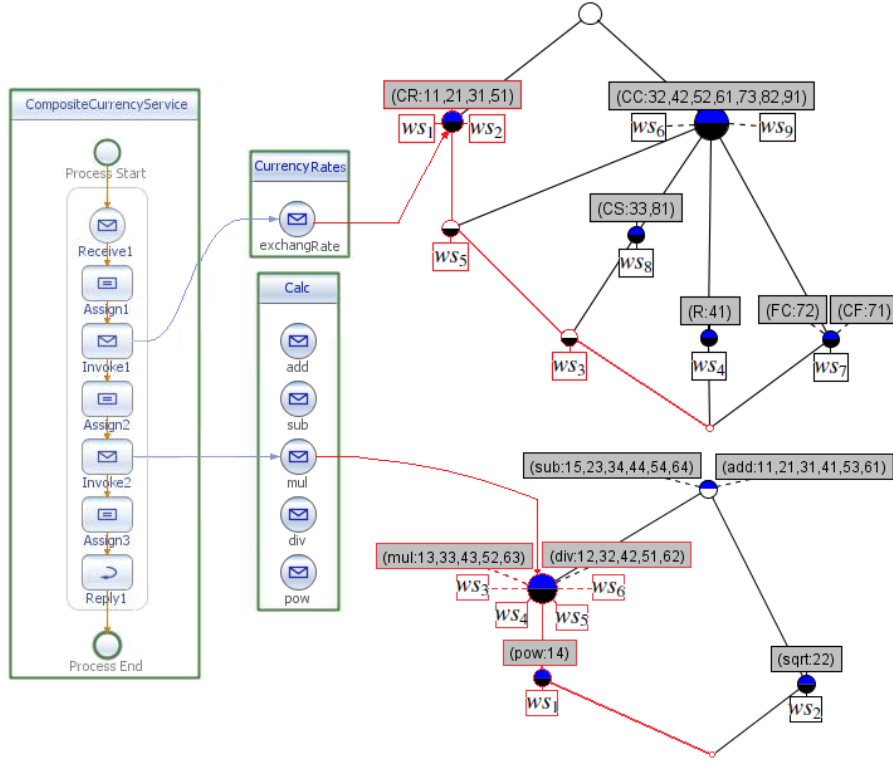 CompositeCurrencyService
Process Start
Receive1
Assign1
Invoke1
Assign2
Invoke2
Assign3
Reply1
Process End
CurrencyRates
exchangRate
Calc
add
sub
mul
div
pow
(CR:11,21,31,51)
ws1 ws2
(CC:32,42,52,61,73,82,91)
ws6 ws9
ws5
(CS:33,81)
ws8
ws3
(R:41)
ws4
(FC:72) (CF:71)
ws7
(sub:15,23,34,44,54,64) (add:11,21,31,41,53,61)
(mul:13,33,43,52,63) (div:12,32,42,51,62)
ws3 ws6
ws4 ws5
(pow:14)
ws1
(sqrt:22)
ws2